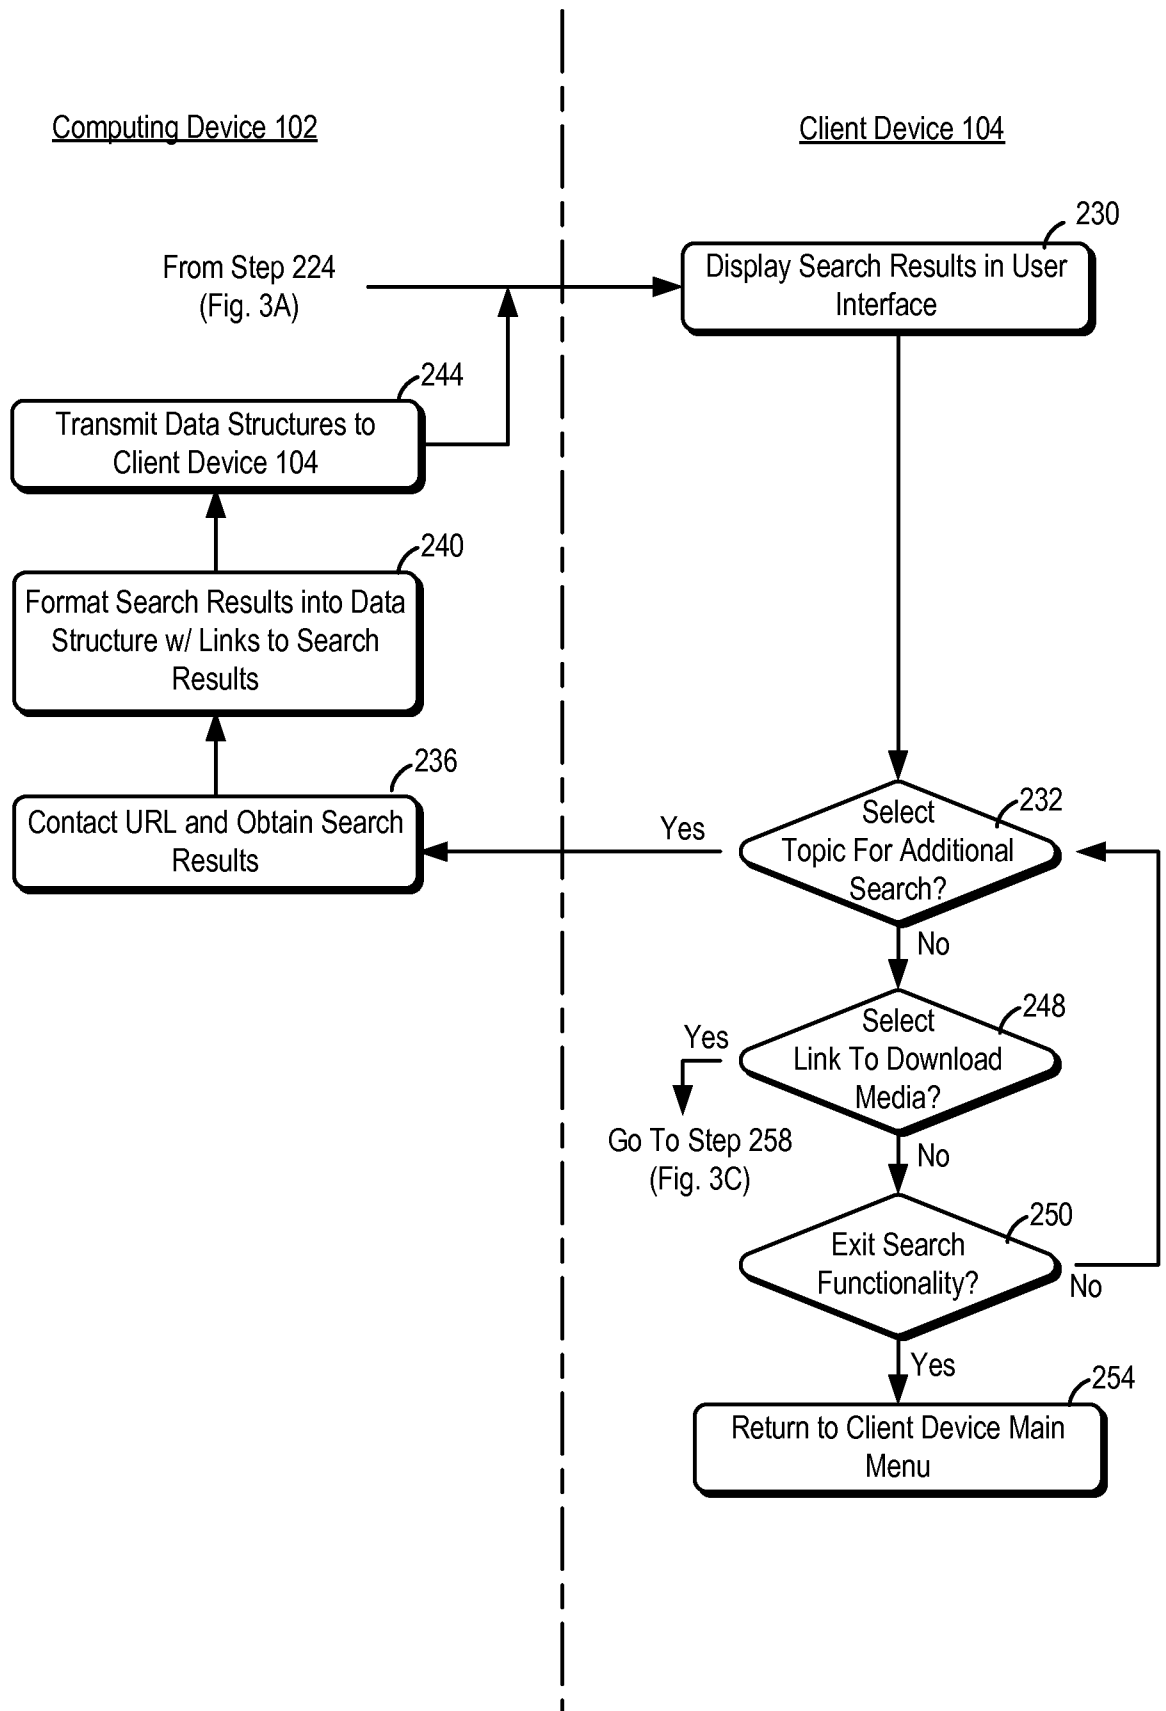 Computing Device 102
Client Device 104
230
Display Search Results in User
Interface
From Step 224
(Fig. 3A)
244
Transmit Data Structures to
Client Device 104
240
Format Search Results into Data
Structure w/ Links to Search
Results
236
Contact URL and Obtain Search
Results
Yes
232
Select
Topic For Additional
Search?
No
248
Select
Link To Download
Media?
Yes
Go To Step 258
(Fig. 3C)
No
250
Exit Search
Functionality?
No
Yes
254
Return to Client Device Main
Menu